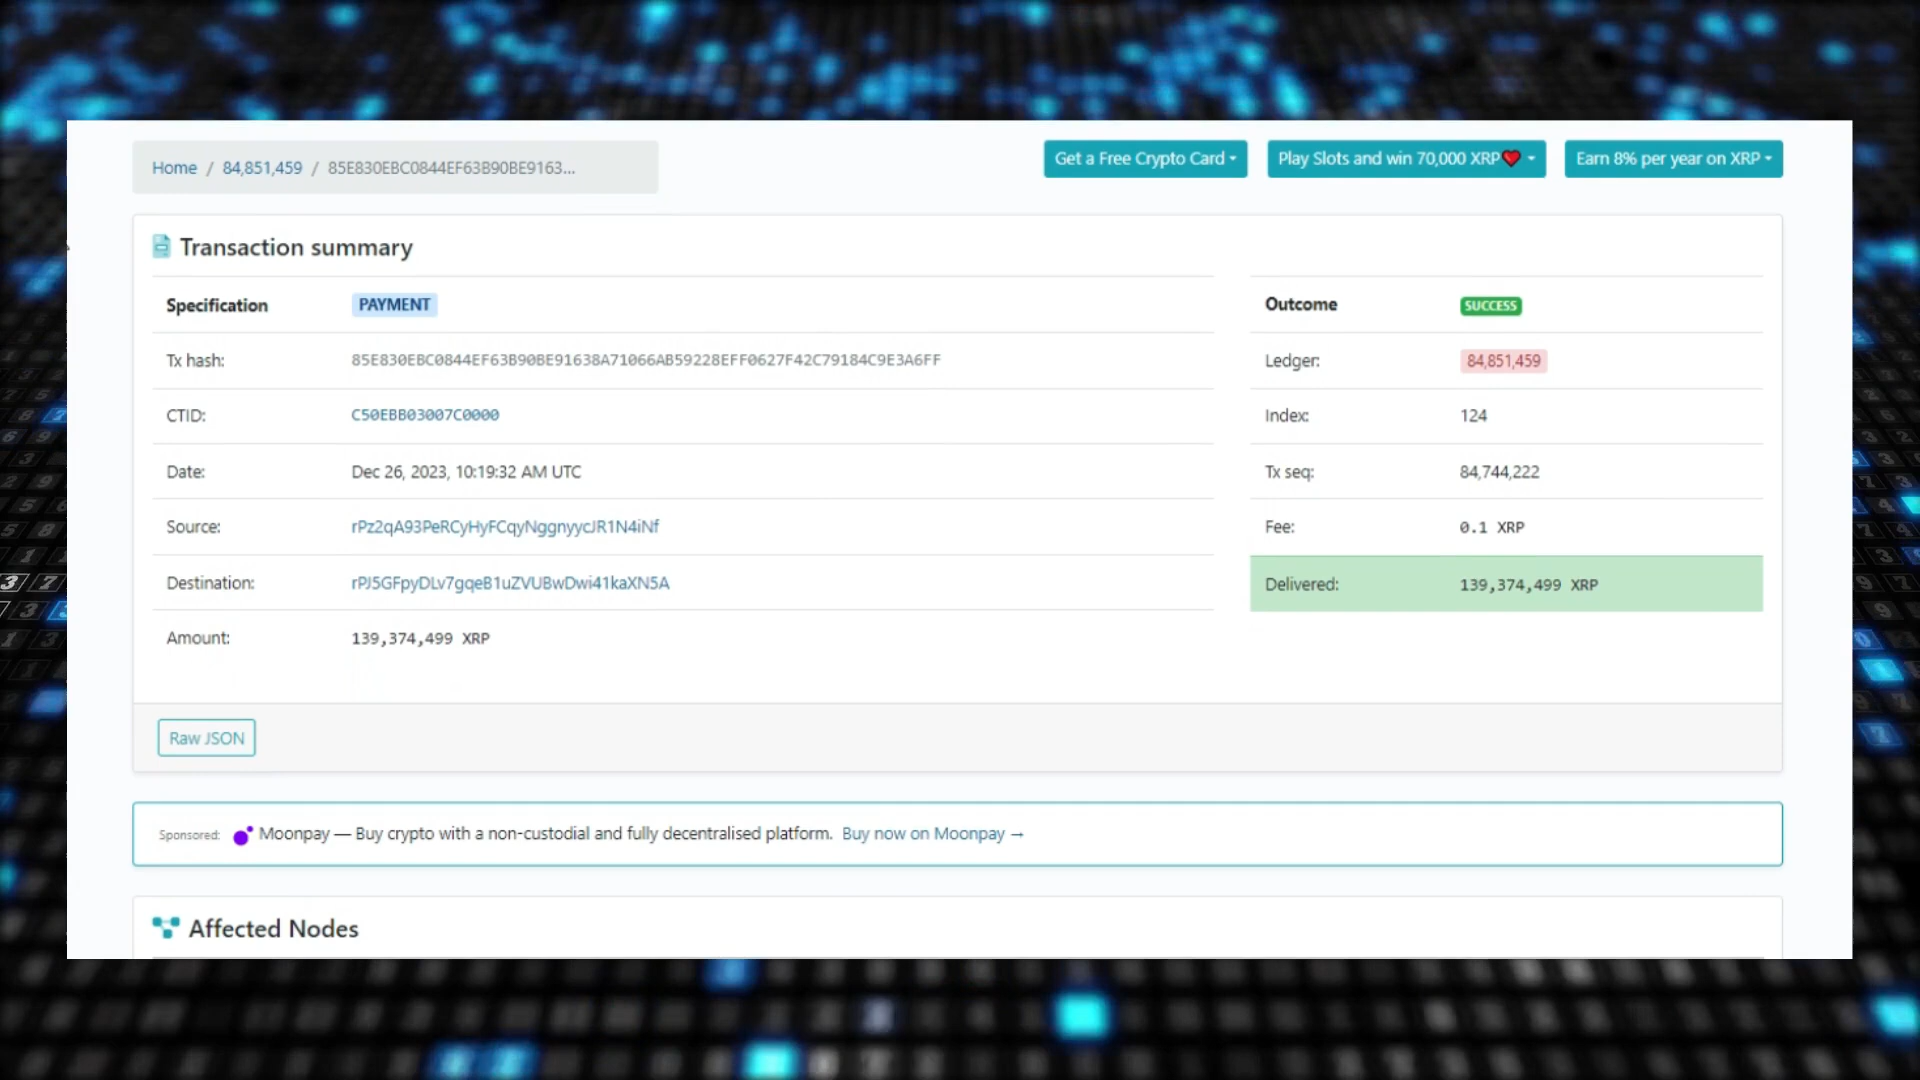 Home / 84,851,459 / 85E830EBC0844EF63B90BE9163...
Get a Free Crypto Card
Play Slots and win 70,000 XRP❤
Earn 8% per year on XRP
Transaction summary
Specification PAYMENT
Tx hash: 85E830EBC0844EF63B90BE91638A71066AB59228EFF0627F42C79184C9E3A6FF
CTID: C50EBB03007C0000
Date: Dec 26, 2023, 10:19:32 AM UTC
Source: rPz2qA93PeRCyHyFCqyNggnyycJR1N4iNf
Destination: rPJ5GFpyDLv7gqeB1uZVUBwDwi41kaXN5A
Amount: 139,374,499 XRP
Outcome SUCCESS
Ledger: 84,851,459
Index: 124
Tx seq: 84,744,222
Fee: 0.1 XRP
Delivered: 139,374,499 XRP
Raw JSON
Sponsored: Moonpay — Buy crypto with a non-custodial and fully decentralised platform. Buy now on Moonpay →
Affected Nodes